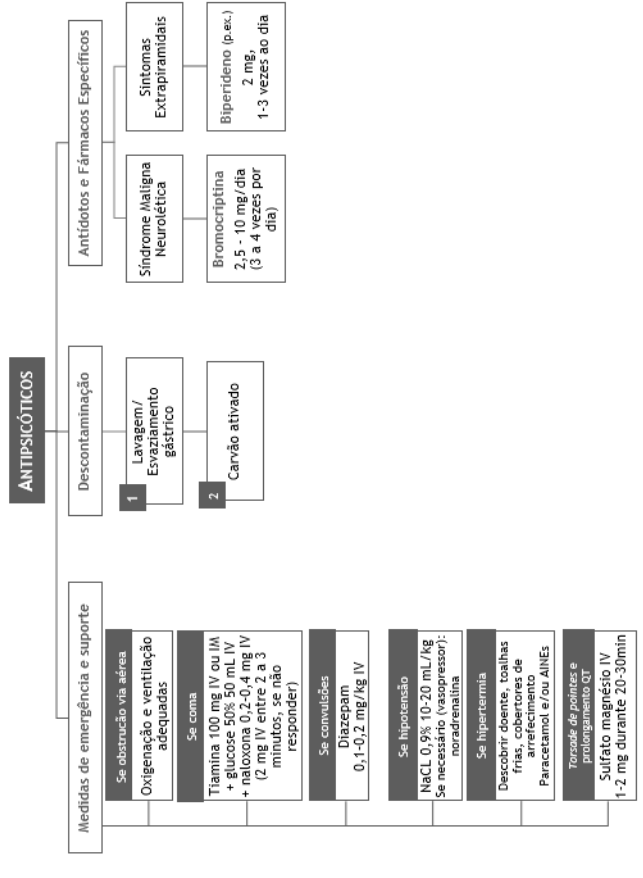 ANTIPSICÓTICOS
Medidas de emergência e suporte
Se obstrução via aérea
Oxigenação e ventilação
adequadas
Se coma
Tiamina 100 mg IV ou IM
+ glucose 50% 50 mL IV
+ naloxona 0,2-0,4 mg IV
(2 mg IV entre 2 a 3
minutos, se não
responder)
Se convulsões
Diazepam
0,1-0,2 mg/kg IV
Se hipotensão
NaCL 0,9% 10-20 mL/kg
Se necessário (vasopressor):
noradrenalina
Se hipertermia
Descobrir doente, toalhas
frias, cobertores de
arrefecimento
Paracetamol e/ou AINEs
Torsade de pointes e
prolongamento QT
Sulfato magnésio IV
1-2 mg durante 20-30min
Descontaminação
1
Lavagem/
Esvaziamento
gástrico
2
Carvão ativado
Antídotos e Fármacos Específicos
Síndrome Maligna
Neurolética
Bromocriptina
2,5 - 10 mg/dia
(3 a 4 vezes por
dia)
Sintomas
Extrapiramidais
Biperideno (p.ex.)
2 mg,
1-3 vezes ao dia